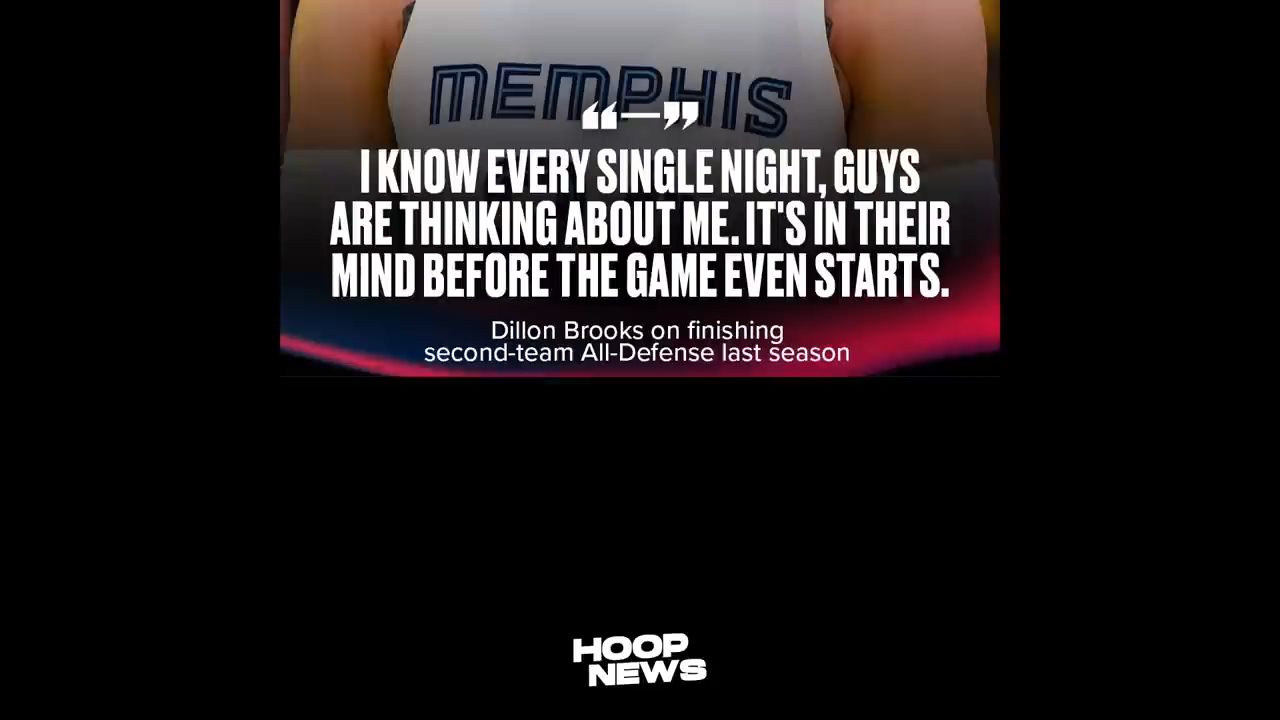 MEMPHIS
I KNOW EVERY SINGLE NIGHT, GUYS
ARE THINKING ABOUT ME. IT'S IN THEIR
MIND BEFORE THE GAME EVEN STARTS.
Dillon Brooks on finishing
second-team All-Defense last season
HOOP
NEWS